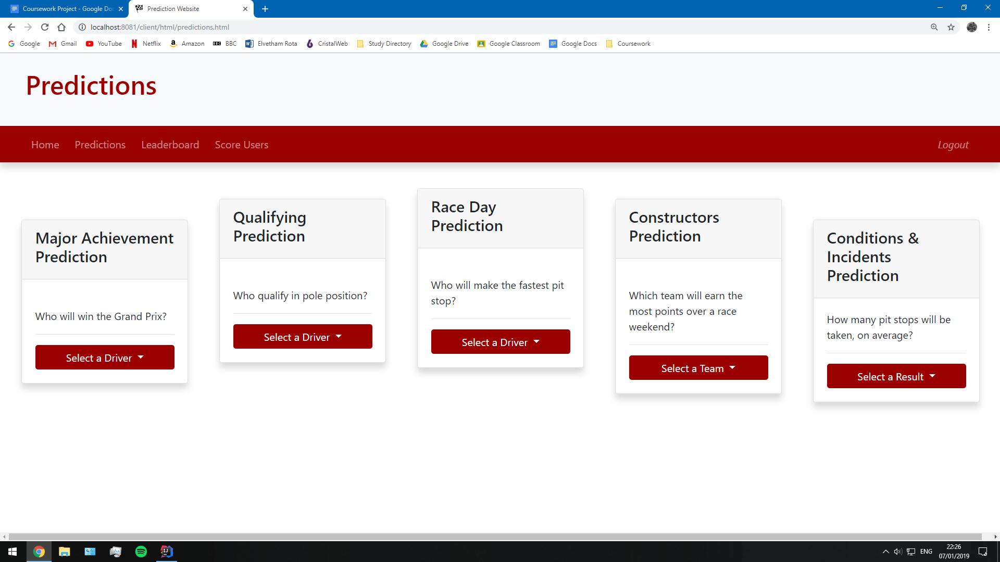 Coursework Project - Google Do
Prediction Website
localhost:8081/client/html/predictions.html
Google
Gmail
YouTube
Netflix
Amazon
BBC
Elvetham Rota
CristalWeb
Study Directory
Google Drive
Google Classroom
Google Docs
Coursework
Predictions
Home
Predictions
Leaderboard
Score Users
Logout
Major Achievement
Prediction
Who will win the Grand Prix?
Select a Driver
Qualifying
Prediction
Who qualify in pole position?
Select a Driver
Race Day
Prediction
Who will make the fastest pit
stop?
Select a Driver
Constructors
Prediction
Which team will earn the
most points over a race
weekend?
Select a Team
Conditions &
Incidents
Prediction
How many pit stops will be
taken, on average?
Select a Result
ENG
22:26
07/01/2019